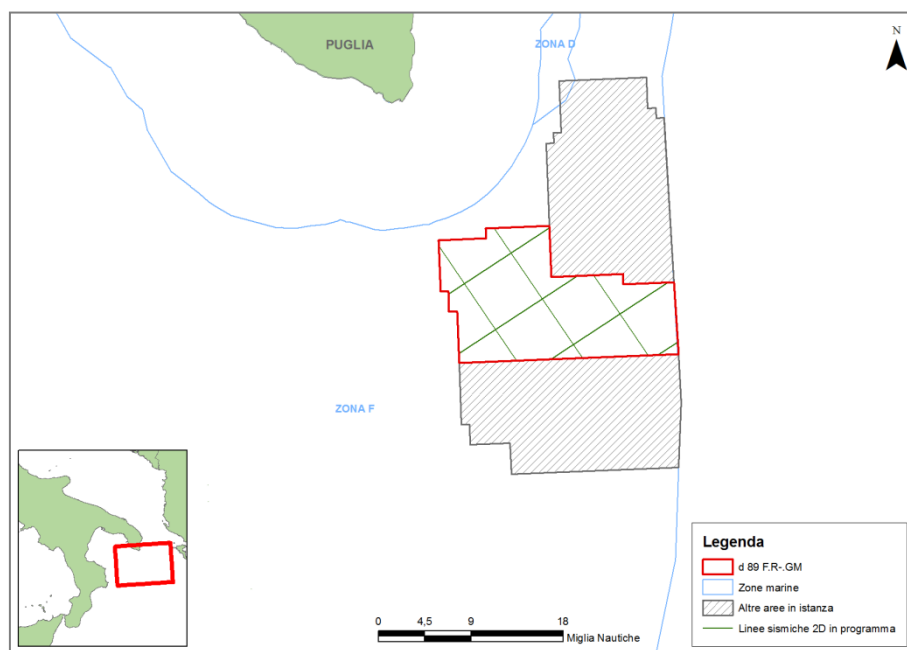 N
PUGLIA
ZONA D
ZONA F
Legenda
d 89 F.R-.GM
Zone marine
Altre aree in istanza
Linee sismiche 2D in programma
0 4,5 9 18
Miglia Nautiche